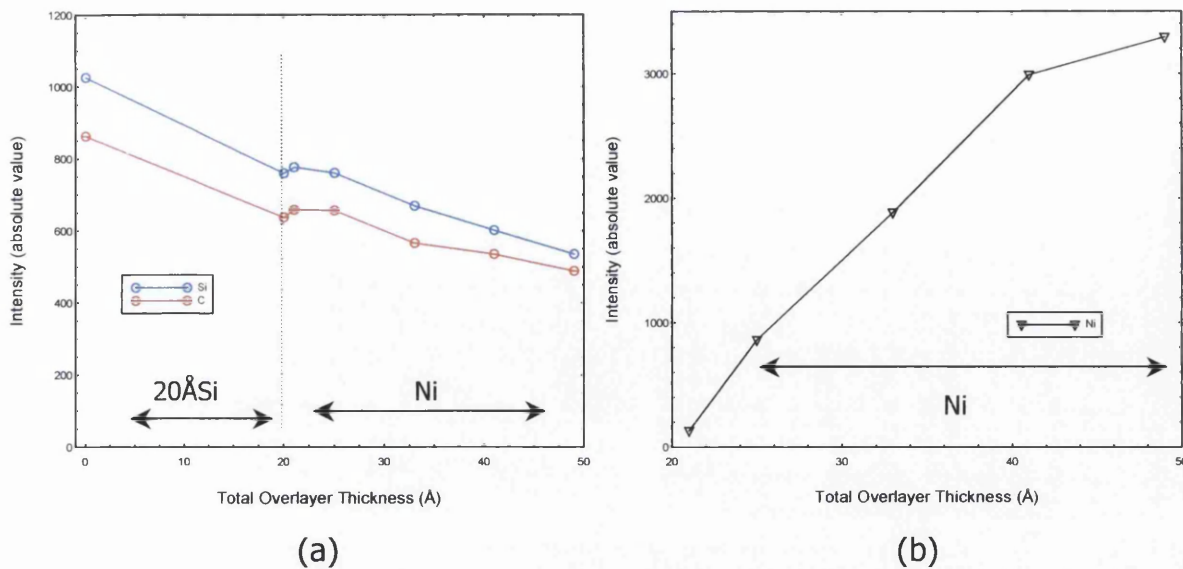 1200
1000
800
600
400
200
0
Intensity (absolute value)
Si
C
20ÅSi
Ni
0
10
20
30
40
50
Total Overlayer Thickness (Å)
(a)
3000
2000
1000
0
Intensity (absolute value)
Ni
Ni
20
30
40
50
Total Overlayer Thickness (Å)
(b)